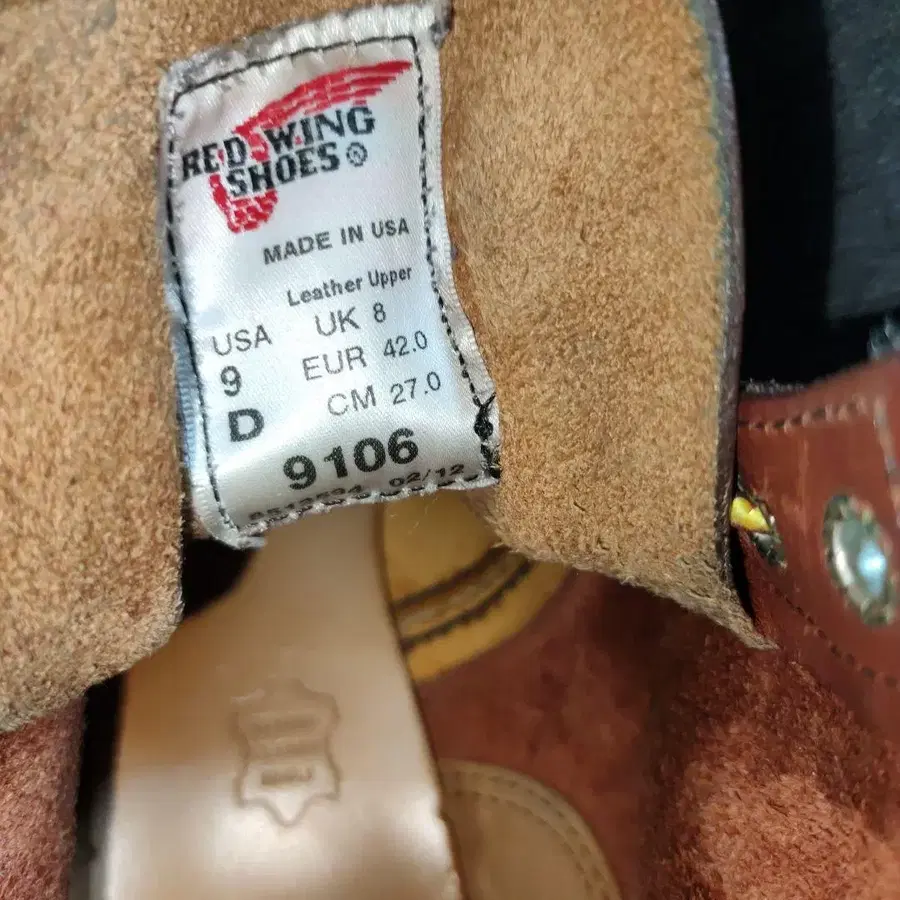 RED WING
SHOES®
MADE IN USA
Leather Upper
USA UK 8
9 EUR 42.0
D CM 27.0
9106
02/12